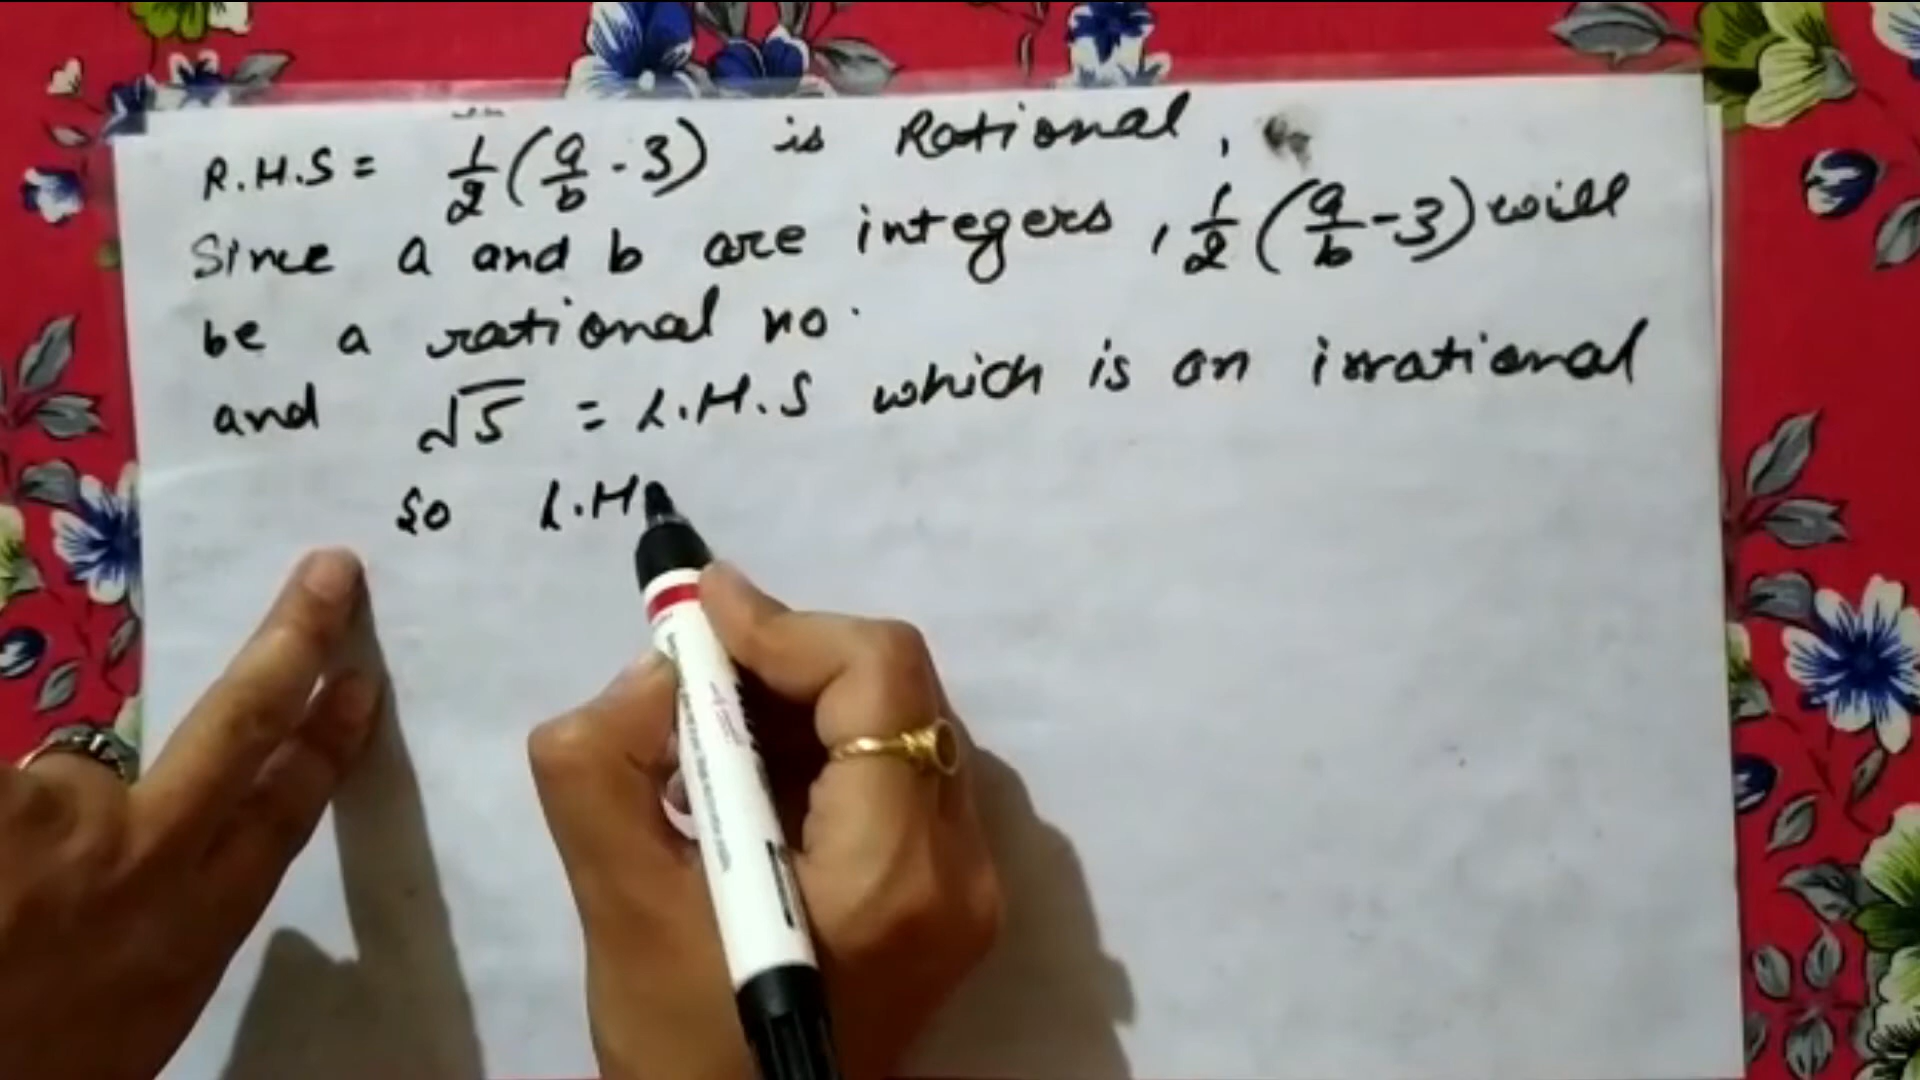 R.H.S = 1/2 (a/b - 3) is Rational,
Since a and b are integers, 1/2 (a/b - 3) will
be a rational no.
and √5 = L.H.S which is an irrational
so L.H